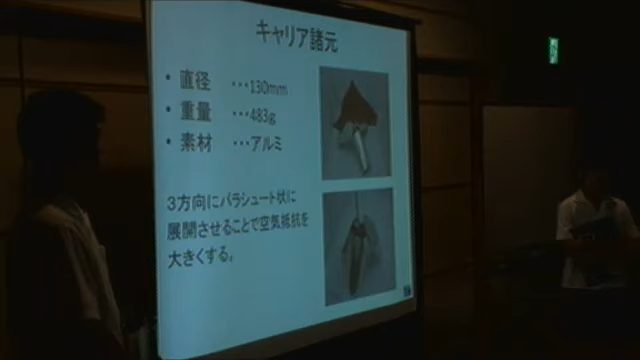 キャリア諸元
• 直径 ・・・130mm
• 重量 ・・・483g
• 素材 ・・・アルミ
3方向にパラシュート状に
展開させることで空気抵抗を
大きくする。